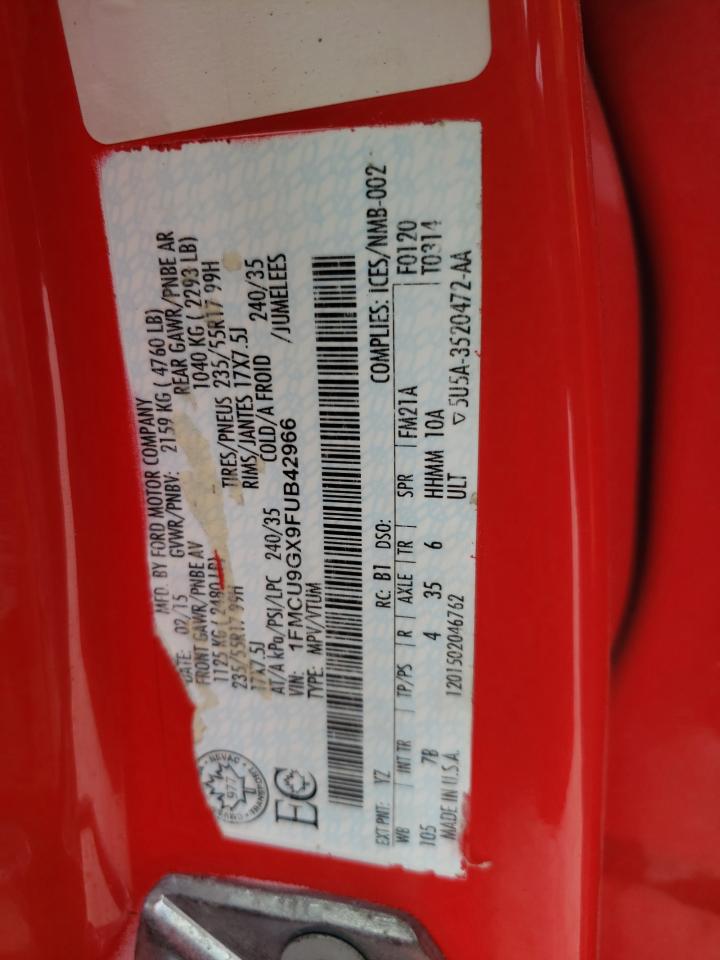 MFD. BY FORD MOTOR COMPANY
DATE: 02/15 GVWR/PNBV: 2159 KG ( 4760 LB)
FRONT GAWR/PNBE AV REAR GAWR/PNBE AR
1125 KG ( 2480 LB) 1040 KG ( 2293 LB)
235/55R17 99H TIRES/PNEUS 235/55R17 99H
17X7.5J RIMS/JANTES 17X7.5J
AT/A kPa/PSI/LPC 240/35 COLD/A FROID 240/35
VIN: 1FMCU9GX9FUB42966 /JUMELEES
TYPE: MPV/VTUM
977
TRANSPORT
EC
EXT PNT: YZ RC: B1 DSO: COMPLIES: ICES/NMB-002
WB INT TR TP/PS R AXLE TR SPR FM21A F0120
105 7B 4 35 6 HHMM 10A T0314
MADE IN U.S.A. 1201502046762 ULT ▽ 5U5A-3520472-AA